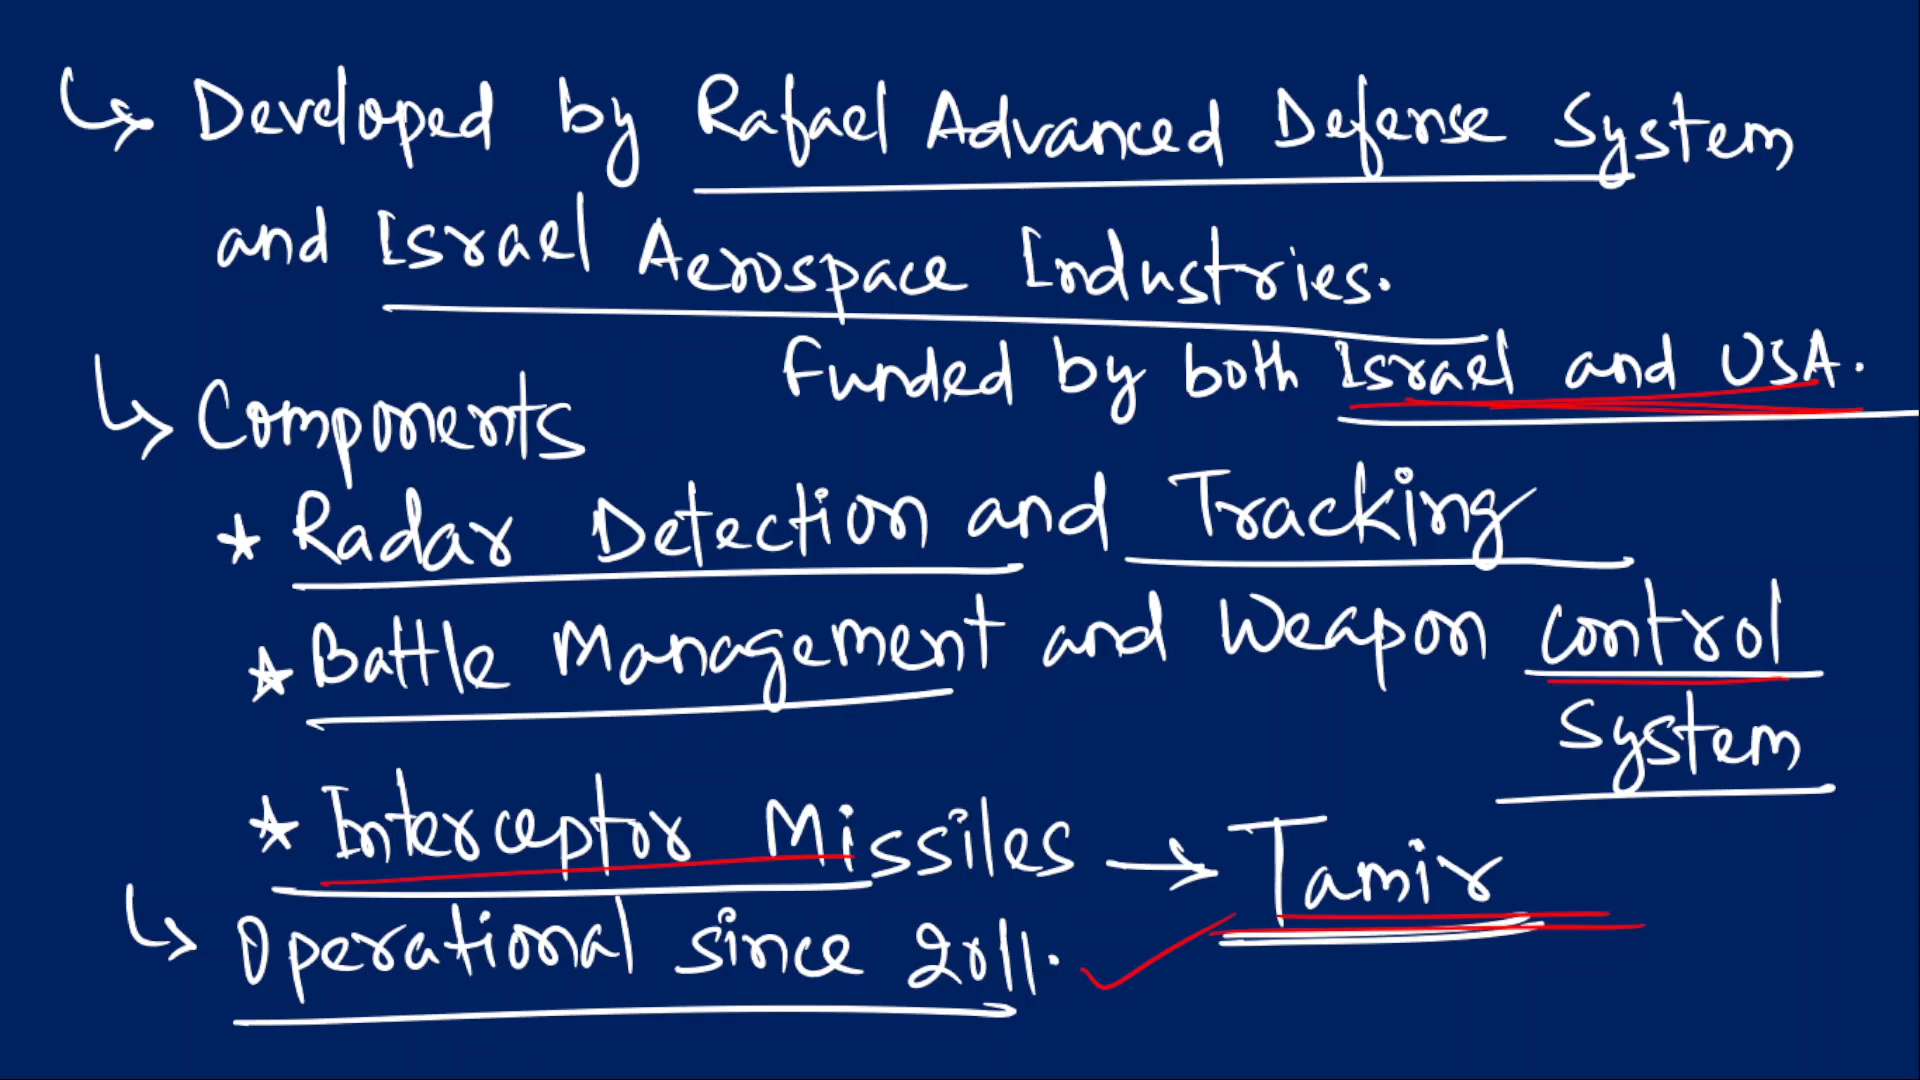 ↳ Developed by Rafael Advanced Defense System
and Israel Aerospace Industries.
Funded by both Israel and USA.
↳ Components
★ Radar Detection and Tracking
★ Battle Management and Weapon control
System
★ Interceptor Missiles → Tamir
↳ Operational since 2011.